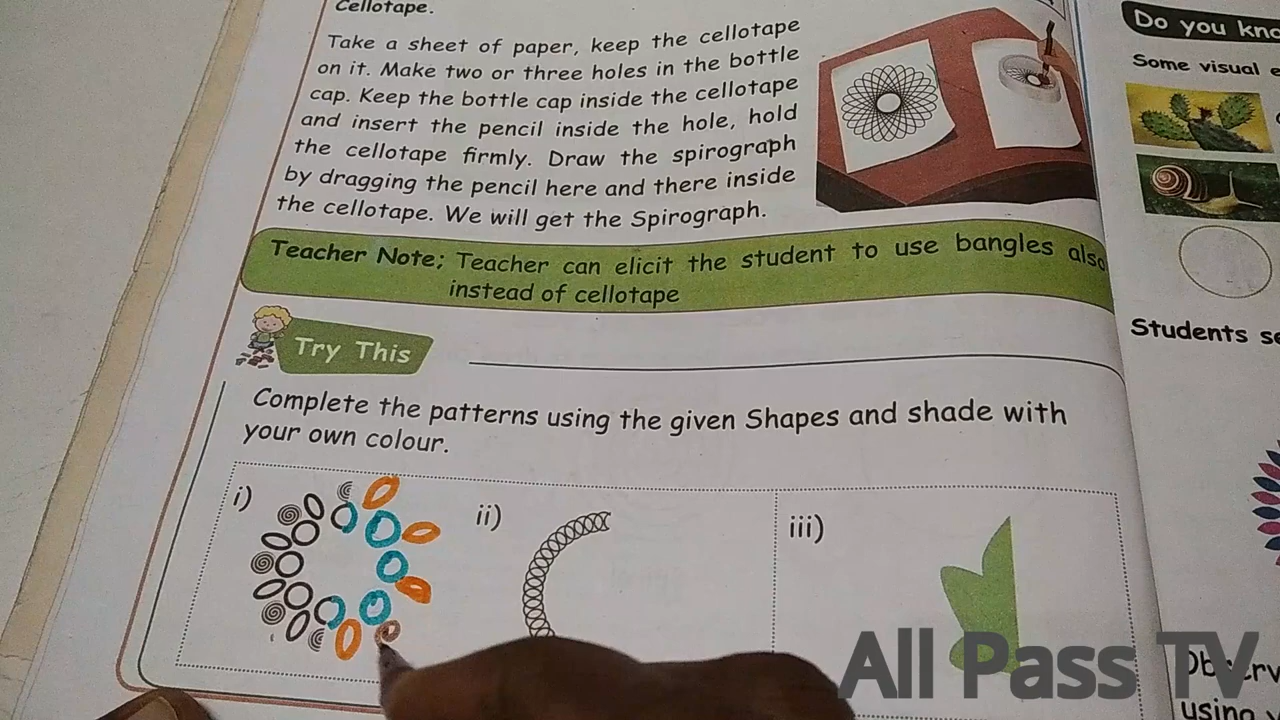 Cellotape.
Take a sheet of paper, keep the cellotape
on it. Make two or three holes in the bottle
cap. Keep the bottle cap inside the cellotape
and insert the pencil inside the hole, hold
the cellotape firmly. Draw the spirograph
by dragging the pencil here and there inside
the cellotape. We will get the Spirograph.
Teacher Note; Teacher can elicit the student to use bangles also
instead of cellotape
Try This
Complete the patterns using the given Shapes and shade with
your own colour.
i)
ii)
iii)
Do you
Some visual
Students
using
All Pass TV